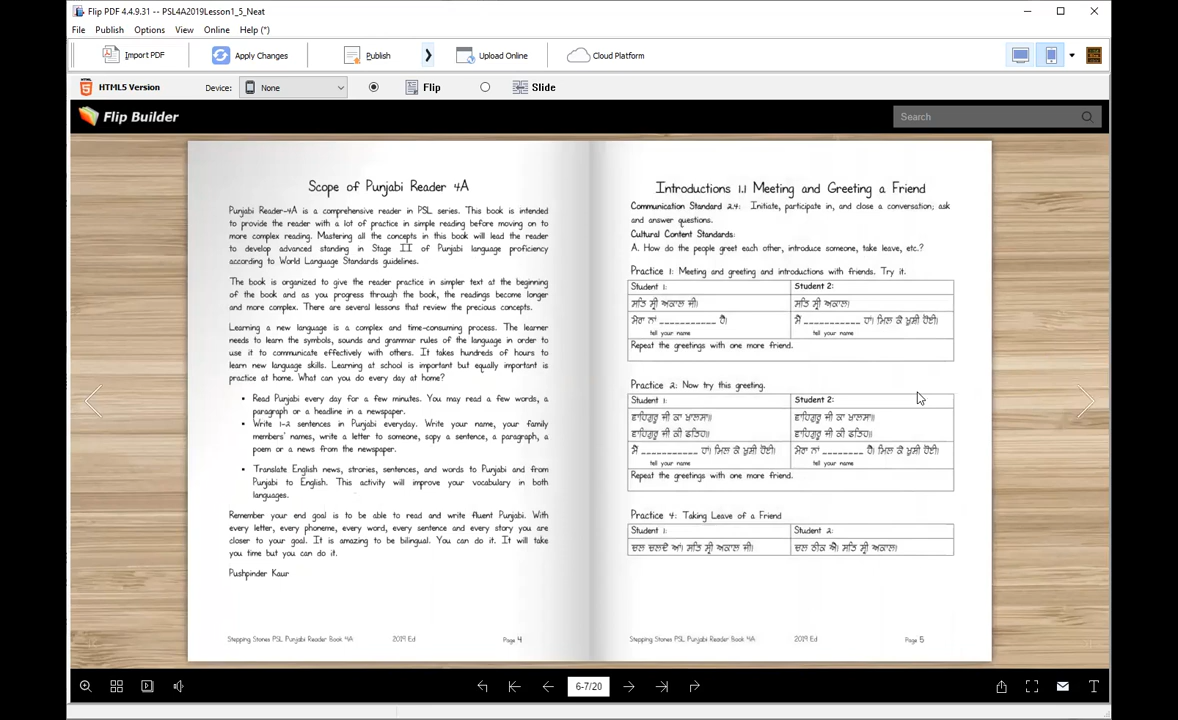 Flip PDF 4.4.9.31 -- PSL4A2019Lesson1_5_Neat
File Publish Options View Online Help (*)
Import PDF Apply Changes Publish Upload Online Cloud Platform
HTML5 Version Device: None Flip Slide
Flip Builder Search
Scope of Punjabi Reader 4A
Punjabi Reader-4A is a comprehensive reader in PSL series. This book is intended
to provide the reader with a lot of practice in simple reading before moving on to
more complex reading. Mastering all the concepts in this book will lead the reader
to develop advanced standing in Stage II of Punjabi language proficiency
according to World Language Standards guidelines.
The book is organized to give the reader practice in simpler text at the beginning
of the book and as you progress through the book, the readings become longer
and more complex. There are several lessons that review the precious concepts.
Learning a new language is a complex and time-consuming process. The learner
needs to learn the symbols, sounds and grammar rules of the language in order to
use it to communicate effectively with others. It takes hundreds of hours to
learn new language skills. Learning at school is important but equally important is
practice at home. What can you do every day at home?
• Read Punjabi every day for a few minutes. You may read a few words, a
paragraph or a headline in a newspaper.
• Write 1-2 sentences in Punjabi everyday. Write your name, your family
members' names, write a letter to someone, sopy a sentence, a paragraph, a
poem or a news from the newspaper.
• Translate English news, strories, sentences, and words to Punjabi and from
Punjabi to English. This activity will improve your vocabulary in both
languages.
Remember your end goal is to be able to read and write fluent Punjabi. With
every letter, every phoneme, every word, every sentence and every story you are
closer to your goal. It is amazing to be bilingual. You can do it. It will take
you time but you can do it.
Pushpinder Kaur
Stepping Stones PSL Punjabi Reader Book 4A 2019 Ed Page 4
Introductions 1.1 Meeting and Greeting a Friend
Communication Standard 2.4: Initiate, participate in, and close a conversation; ask
and answer questions.
Cultural Content Standards:
A. How do the people greet each other, introduce someone, take leave, etc.?
Practice 1: Meeting and greeting and introductions with friends. Try it.
Student 1: Student 2:
ਸਤਿ ਸ੍ਰੀ ਅਕਾਲ ਜੀ। ਸਤਿ ਸ੍ਰੀ ਅਕਾਲ।
ਮੇਰਾ ਨਾਂ ___________ ਹੈ। ਮੈਂ ___________ ਹਾਂ। ਮਿਲ ਕੇ ਖ਼ੁਸ਼ੀ ਹੋਈ।
tell your name tell your name
Repeat the greetings with one more friend.
Practice 2: Now try this greeting.
Student 1: Student 2:
ਵਾਹਿਗੁਰੂ ਜੀ ਕਾ ਖ਼ਾਲਸਾ॥ ਵਾਹਿਗੁਰੂ ਜੀ ਕਾ ਖ਼ਾਲਸਾ॥
ਵਾਹਿਗੁਰੂ ਜੀ ਕੀ ਫ਼ਤਿਹ॥ ਵਾਹਿਗੁਰੂ ਜੀ ਕੀ ਫ਼ਤਿਹ॥
ਮੈਂ ___________ ਹਾਂ। ਮਿਲ ਕੇ ਖ਼ੁਸ਼ੀ ਹੋਈ। ਮੇਰਾ ਨਾਂ ________ ਹੈ। ਮਿਲ ਕੇ ਖ਼ੁਸ਼ੀ ਹੋਈ।
tell your name tell your name
Repeat the greetings with one more friend.
Practice 4: Taking Leave of a Friend
Student 1: Student 2:
ਚਲ ਚਲਦੇ ਆਂ। ਸਤਿ ਸ੍ਰੀ ਅਕਾਲ ਜੀ। ਚਲ ਠੀਕ ਐ। ਸਤਿ ਸ੍ਰੀ ਅਕਾਲ।
Stepping Stones PSL Punjabi Reader Book 4A 2019 Ed Page 5
6-7/20